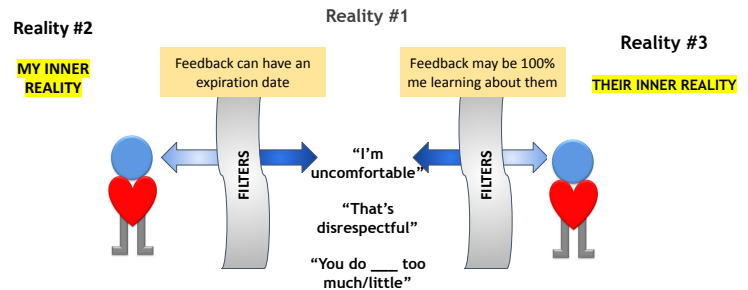 Reality #1
Reality #2
Reality #3
MY INNER
REALITY
Feedback can have an
expiration date
Feedback may be 100%
me learning about them
THEIR INNER REALITY
FILTERS
“I’m
uncomfortable”
“That’s
disrespectful”
“You do ___ too
much/little”
FILTERS